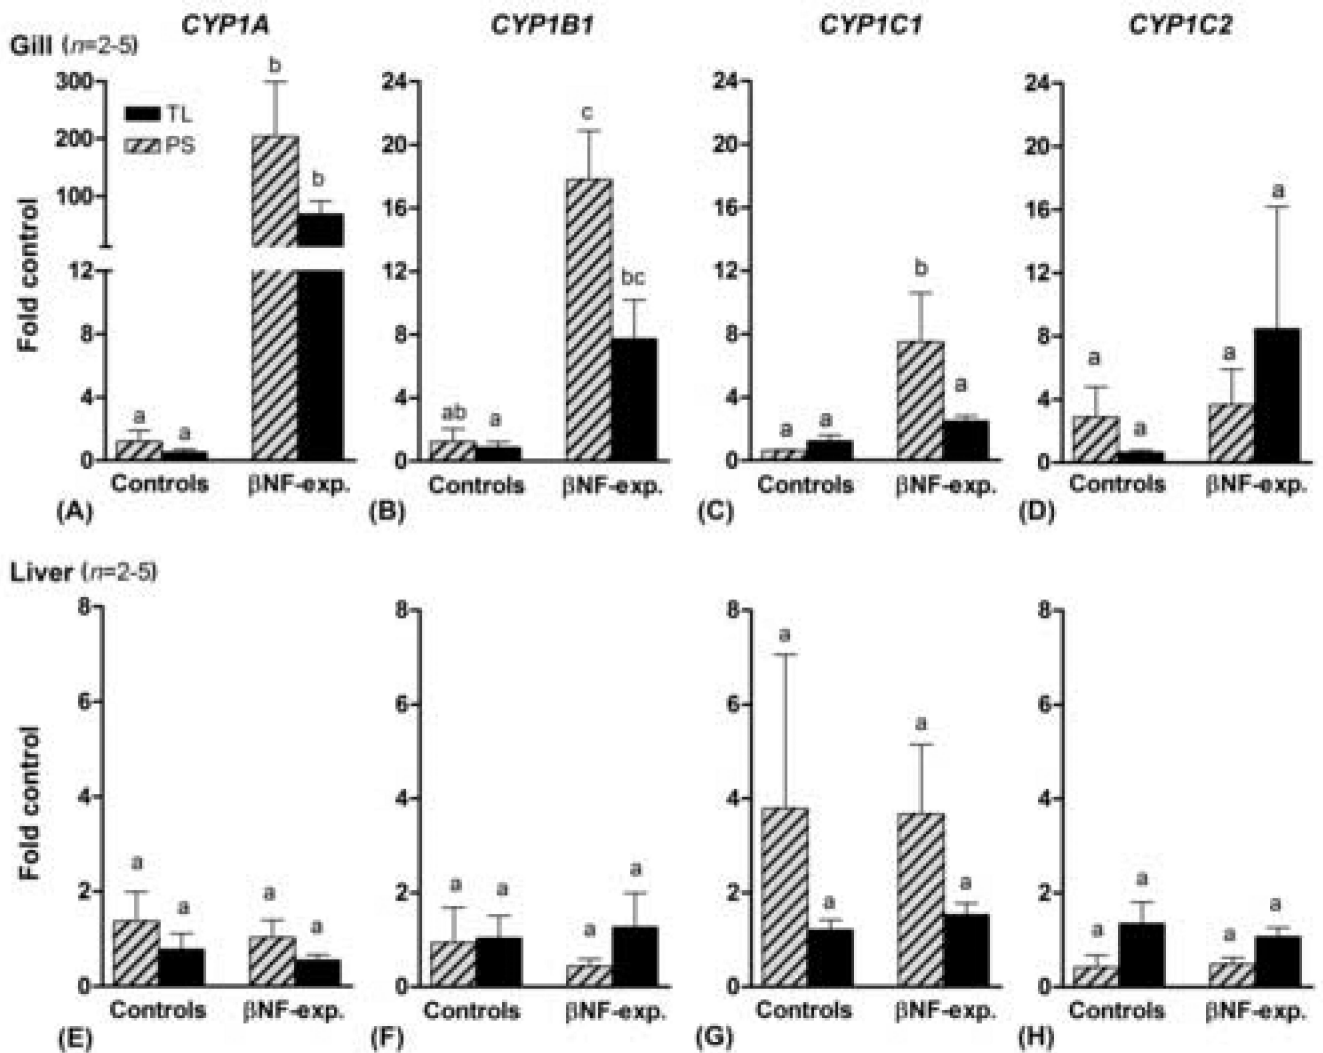 CYP1A CYP1B1 CYP1C1 CYP1C2
Gill (n=2-5)
Fold control
300
200
100
12
8
4
0
TL
PS
a
a
b
b
Controls βNF-exp.
(A)
24
20
16
12
8
4
0
ab
a
c
bc
Controls βNF-exp.
(B)
24
20
16
12
8
4
0
a
a
b
a
Controls βNF-exp.
(C)
24
20
16
12
8
4
0
a
a
a
a
Controls βNF-exp.
(D)
Liver (n=2-5)
Fold control
8
6
4
2
0
a
a
a
a
Controls βNF-exp.
(E)
8
6
4
2
0
a
a
a
a
Controls βNF-exp.
(F)
8
6
4
2
0
a
a
a
a
Controls βNF-exp.
(G)
8
6
4
2
0
a
a
a
a
Controls βNF-exp.
(H)